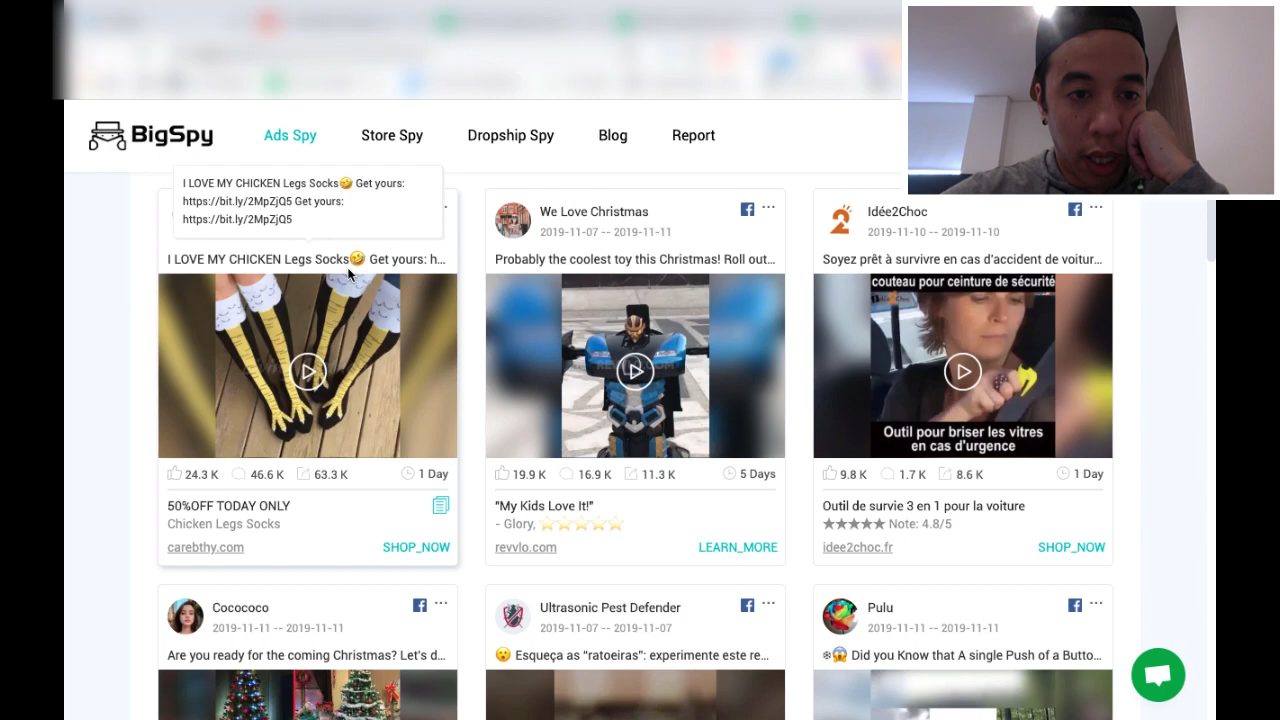 BigSpy
Ads Spy
Store Spy
Dropship Spy
Blog
Report
I LOVE MY CHICKEN Legs Socks🤣 Get yours:
https://bit.ly/2MpZjQ5 Get yours:
https://bit.ly/2MpZjQ5
I LOVE MY CHICKEN Legs Socks🤣 Get yours: h...
24.3 K 46.6 K 63.3 K 1 Day
50%OFF TODAY ONLY
Chicken Legs Socks
carebthy.com SHOP_NOW
We Love Christmas
2019-11-07 -- 2019-11-11
Probably the coolest toy this Christmas! Roll out...
19.9 K 16.9 K 11.3 K 5 Days
"My Kids Love It!"
- Glory, ⭐⭐⭐⭐⭐
revvlo.com LEARN_MORE
Idée2Choc
2019-11-10 -- 2019-11-10
Soyez prêt à survivre en cas d'accident de voitur...
couteau pour ceinture de sécurité
Outil pour briser les vitres
en cas d'urgence
9.8 K 1.7 K 8.6 K 1 Day
Outil de survie 3 en 1 pour la voiture
★★★★★ Note: 4.8/5
idee2choc.fr SHOP_NOW
Cocococo
2019-11-11 -- 2019-11-11
Are you ready for the coming Christmas? Let's d...
Ultrasonic Pest Defender
2019-11-07 -- 2019-11-07
😮 Esqueça as “ratoeiras”: experimente este re...
Pulu
2019-11-11 -- 2019-11-11
❄😱 Did you Know that A single Push of a Butto...